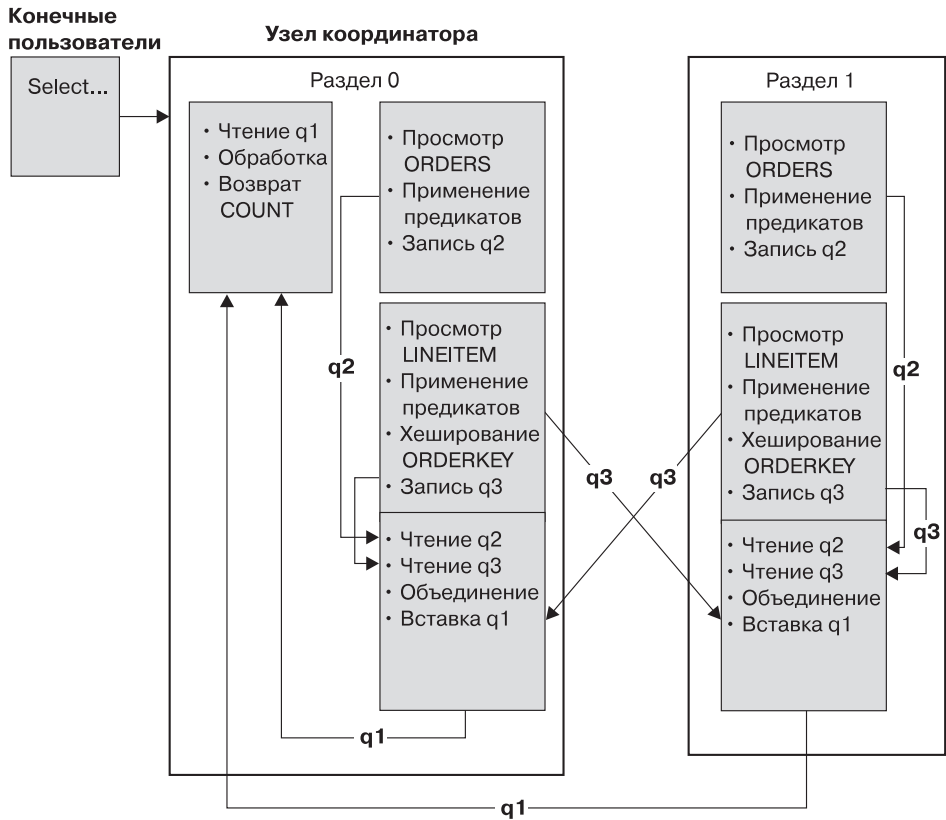 Конечные
пользователи
Select...
Узел координатора
Раздел 0
• Чтение q1
• Обработка
• Возврат
COUNT
• Просмотр
ORDERS
• Применение
предикатов
• Запись q2
q2
• Просмотр
LINEITEM
• Применение
предикатов
• Хеширование
ORDERKEY
• Запись q3
• Чтение q2
• Чтение q3
• Объединение
• Вставка q1
q1
q3
q3
Раздел 1
• Просмотр
ORDERS
• Применение
предикатов
• Запись q2
q2
• Просмотр
LINEITEM
• Применение
предикатов
• Хеширование
ORDERKEY
• Запись q3
q3
• Чтение q2
• Чтение q3
• Объединение
• Вставка q1
q1